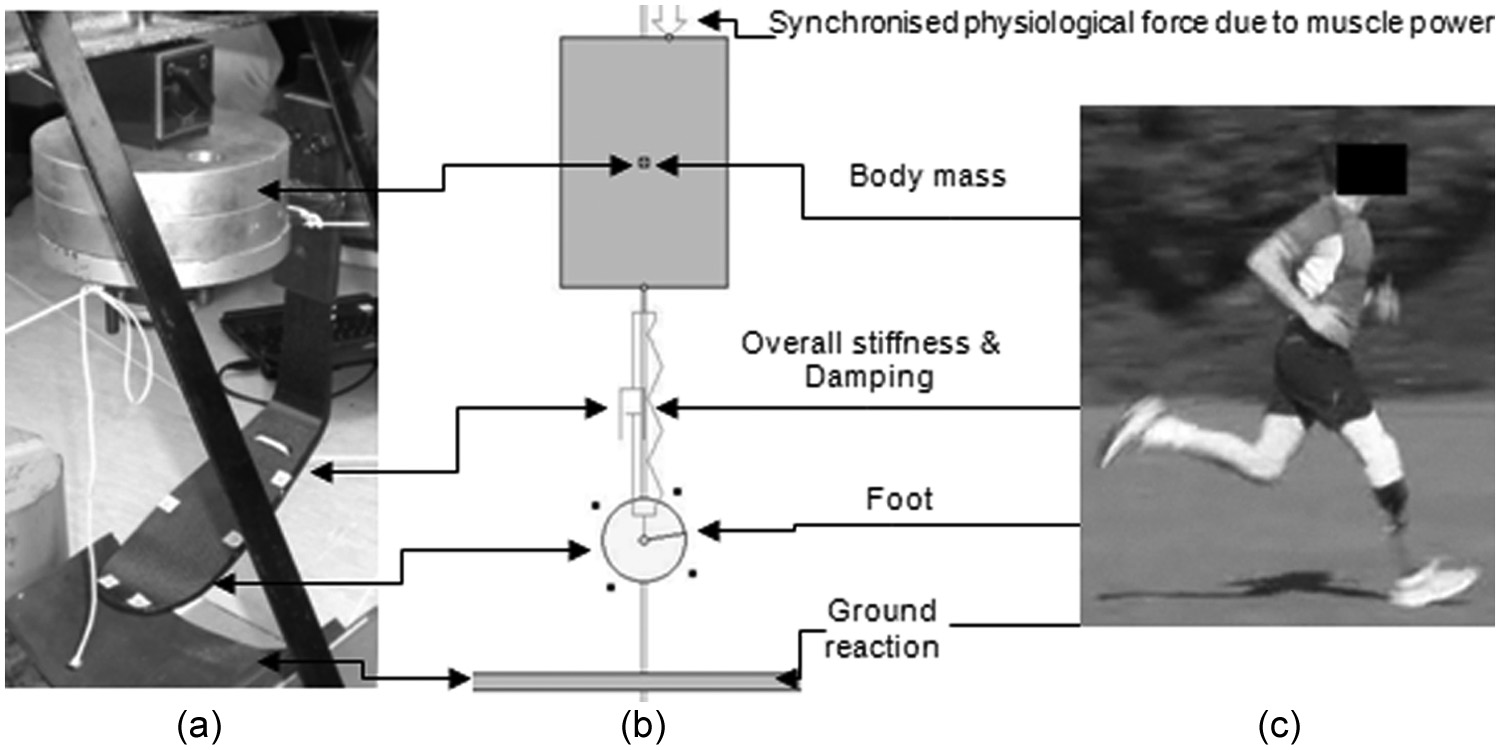 Synchronised physiological force due to muscle power
Body mass
Overall stiffness &
Damping
Foot
Ground
reaction
(a)
(b)
(c)